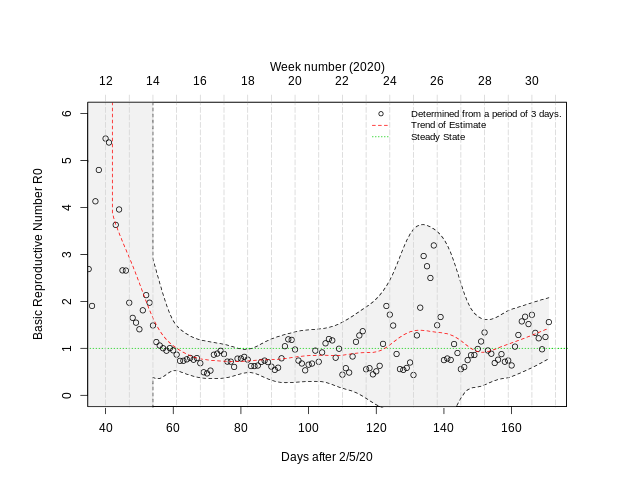 Week number (2020)
12 14 16 18 20 22 24 26 28 30
Determined from a period of 3 days.
Trend of Estimate
Steady State
Basic Reproductive Number R0
6
5
4
3
2
1
0
40 60 80 100 120 140 160
Days after 2/5/20